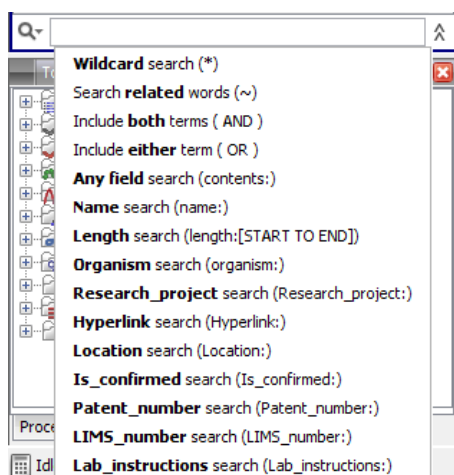 To
Wildcard search (*)
Search related words (~)
Include both terms ( AND )
Include either term ( OR )
Any field search (contents:)
Name search (name:)
Length search (length:[START TO END])
Organism search (organism:)
Research_project search (Research_project:)
Hyperlink search (Hyperlink:)
Location search (Location:)
Is_confirmed search (Is_confirmed:)
Patent_number search (Patent_number:)
Proce
LIMS_number search (LIMS_number:)
Idl
Lab_instructions search (Lab_instructions:)